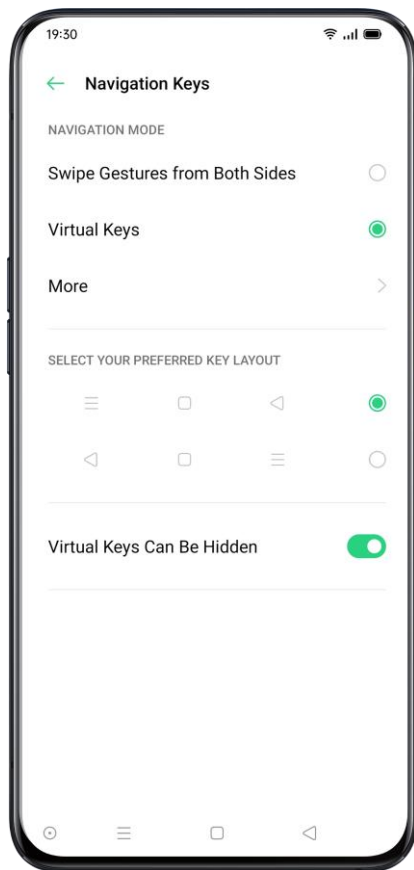 19:30
Navigation Keys
NAVIGATION MODE
Swipe Gestures from Both Sides
Virtual Keys
More
SELECT YOUR PREFERRED KEY LAYOUT
Virtual Keys Can Be Hidden